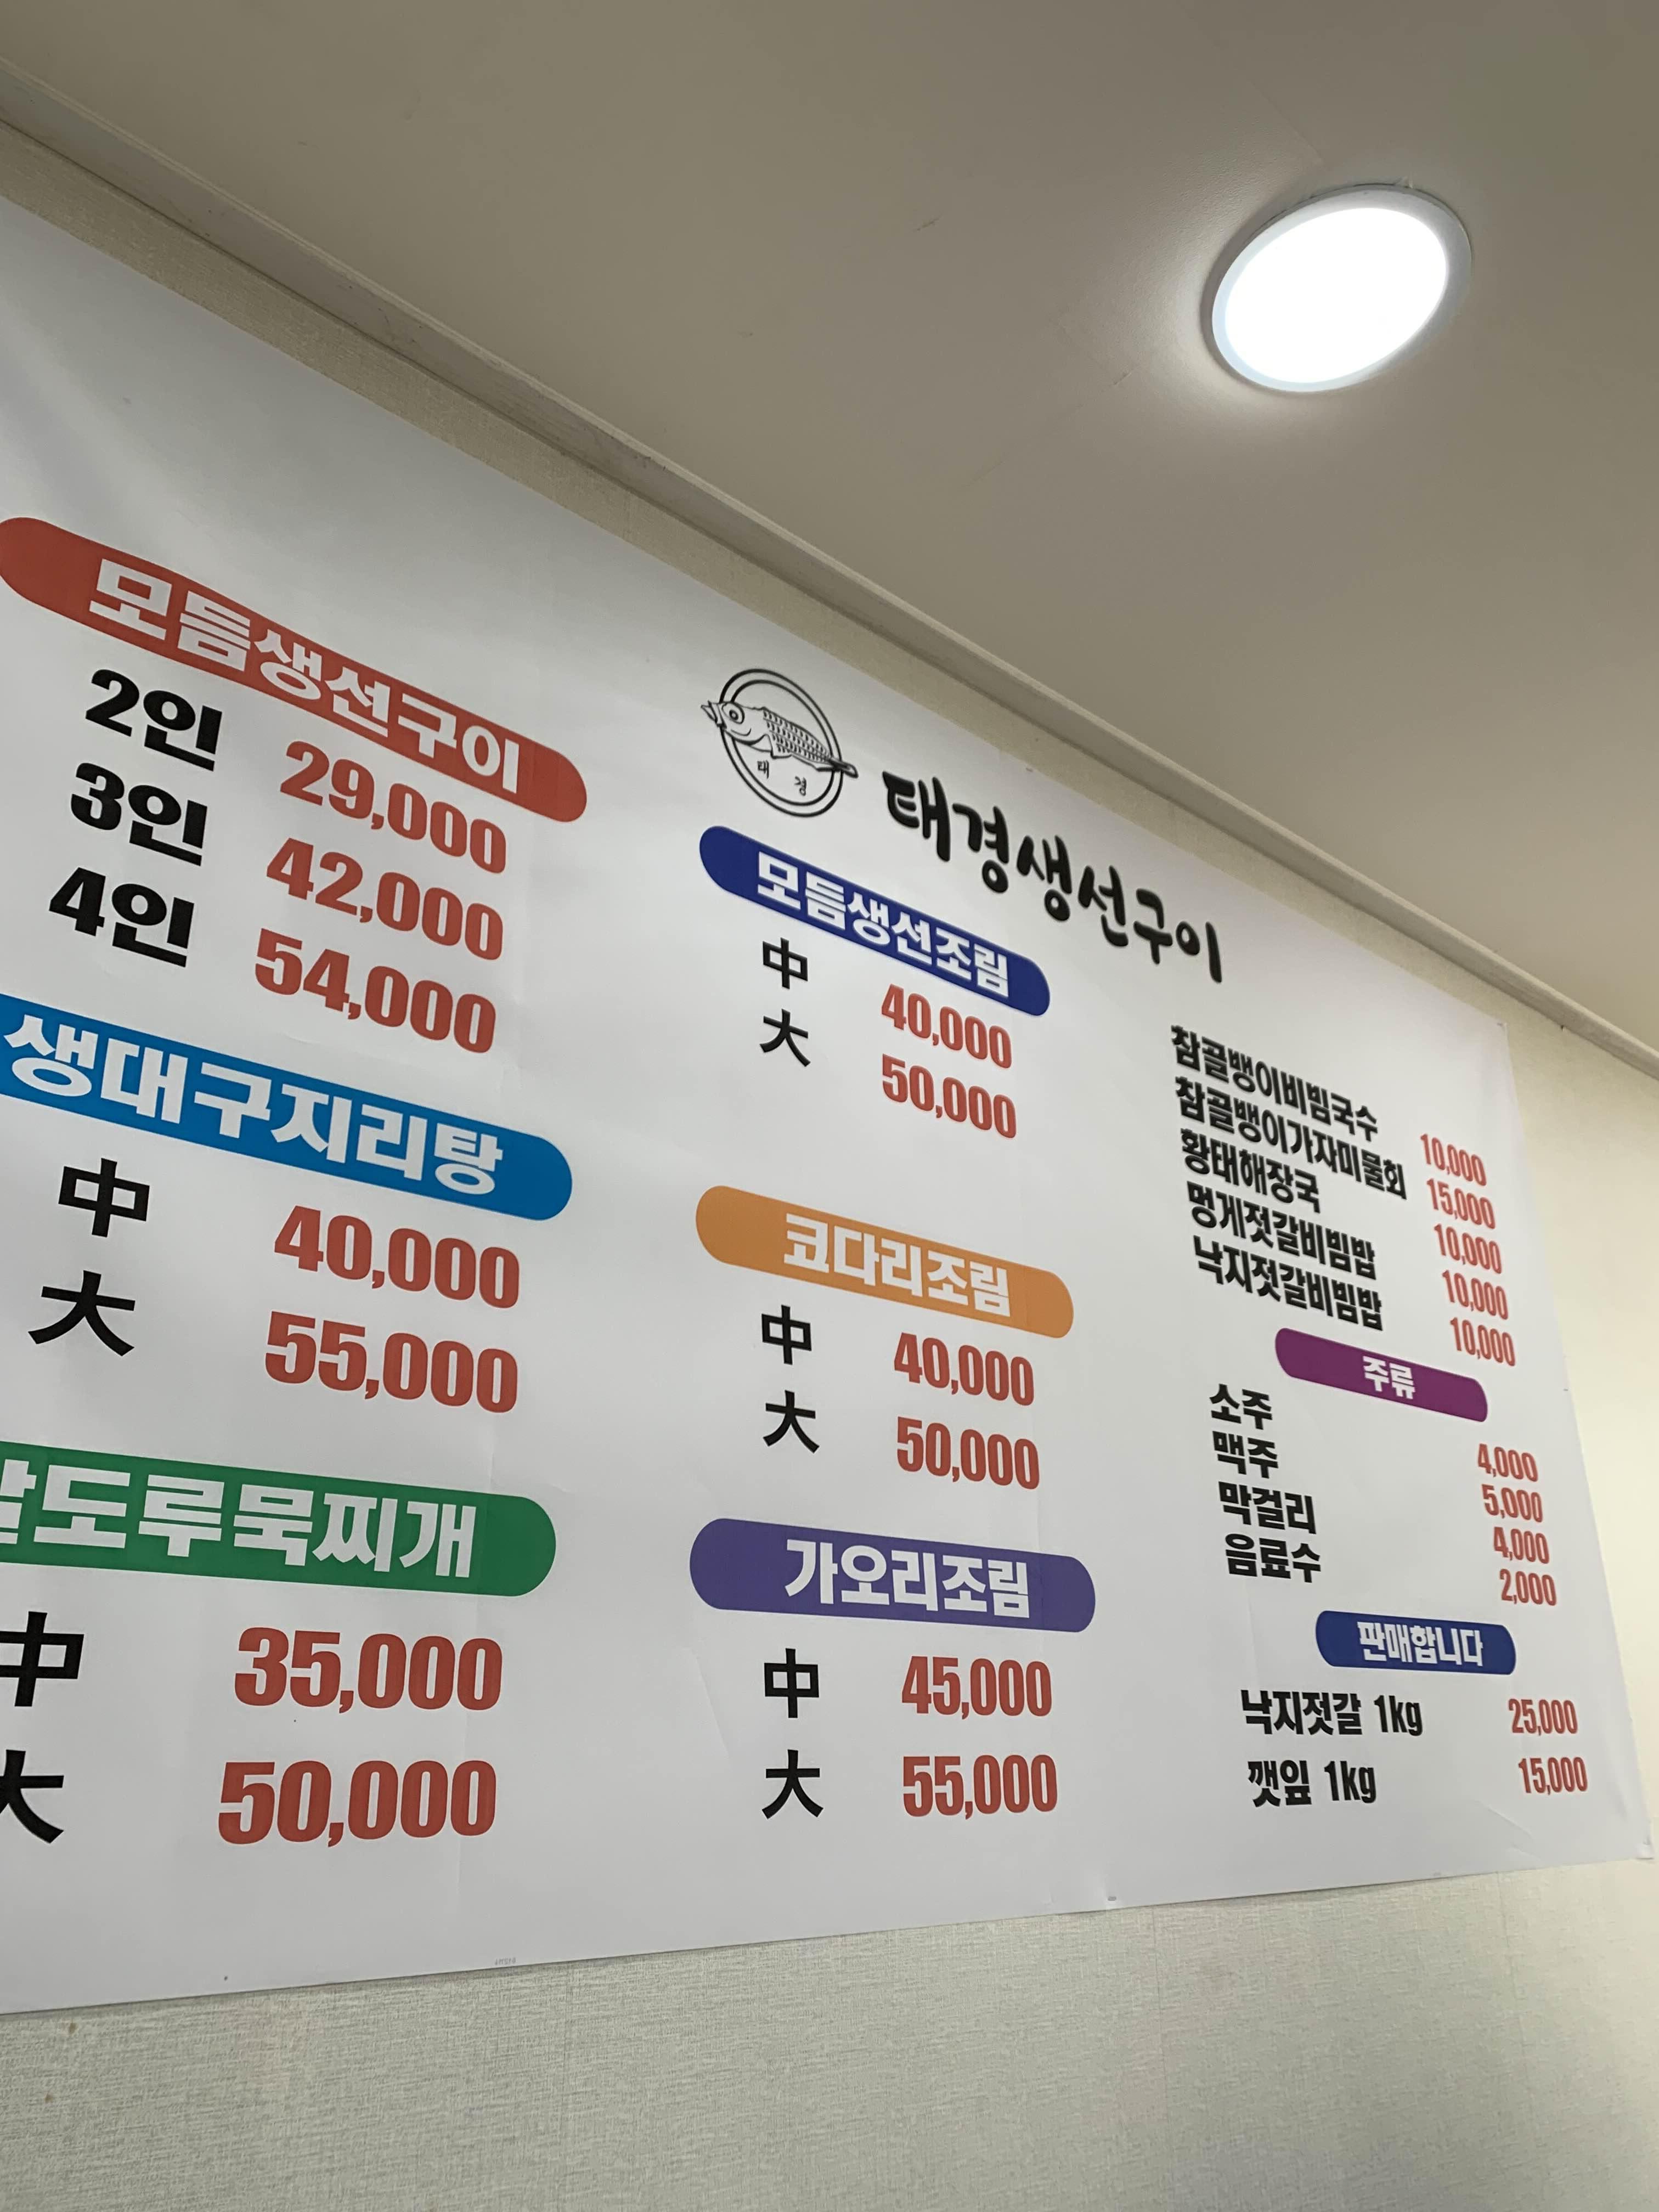 모듬생선구이
2인 29,000
3인 42,000
4인 54,000
생대구지리탕
中 40,000
大 55,000
도루묵찌개
中 35,000
大 50,000
태경
태경생선구이
모듬생선조림
中 40,000
大 50,000
코다리조림
中 40,000
大 50,000
가오리조림
中 45,000
大 55,000
참골뱅이비빔국수 10,000
참골뱅이가자미물회 15,000
황태해장국 10,000
멍게젓갈비빔밥 10,000
낙지젓갈비빔밥 10,000
주류
소주 4,000
맥주 5,000
막걸리 4,000
음료수 2,000
판매합니다
낙지젓갈 1kg 25,000
깻잎 1kg 15,000